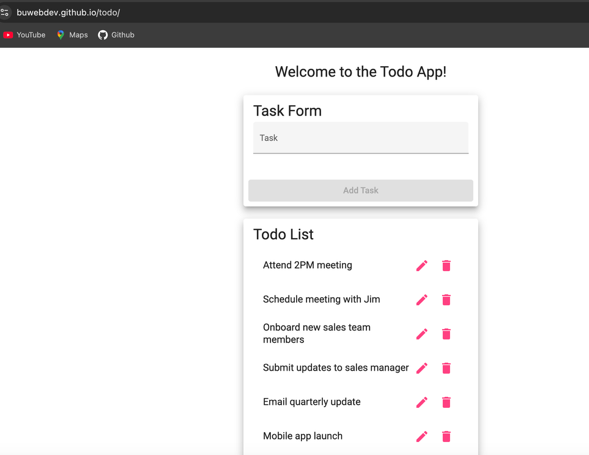 buwebdev.github.io/todo/
YouTube Maps Github
Welcome to the Todo App!
Task Form
Task
Add Task
Todo List
Attend 2PM meeting
Schedule meeting with Jim
Onboard new sales team
members
Submit updates to sales manager
Email quarterly update
Mobile app launch